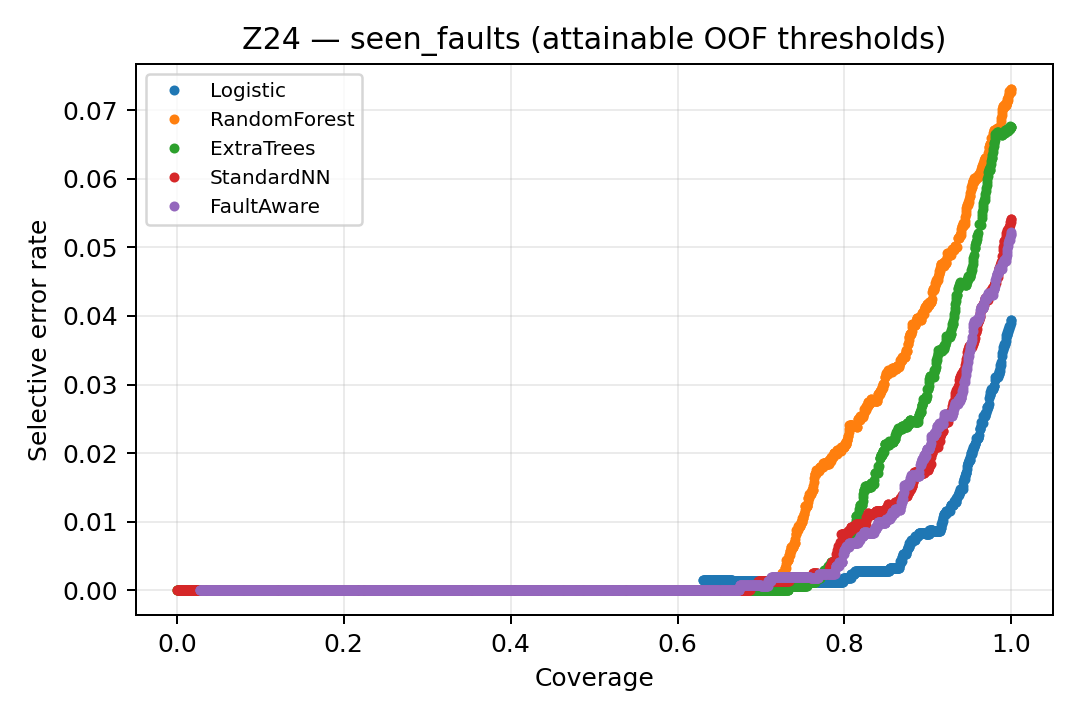 Z24 — seen_faults (attainable OOF thresholds)
Logistic
RandomForest
ExtraTrees
StandardNN
FaultAware
0.07
0.06
0.05
0.04
0.03
0.02
0.01
0.00
Selective error rate
0.0 0.2 0.4 0.6 0.8 1.0
Coverage